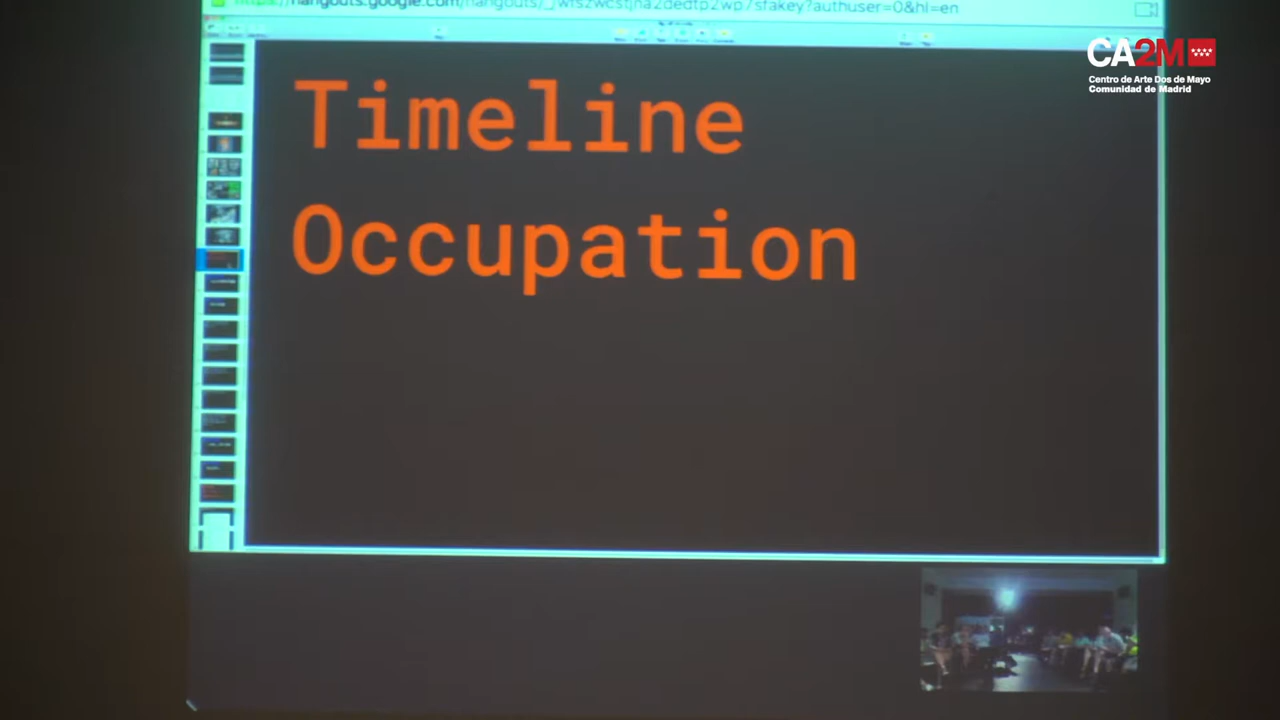 CA2M
Centro de Arte Dos de Mayo
Comunidad de Madrid
Timeline
Occupation